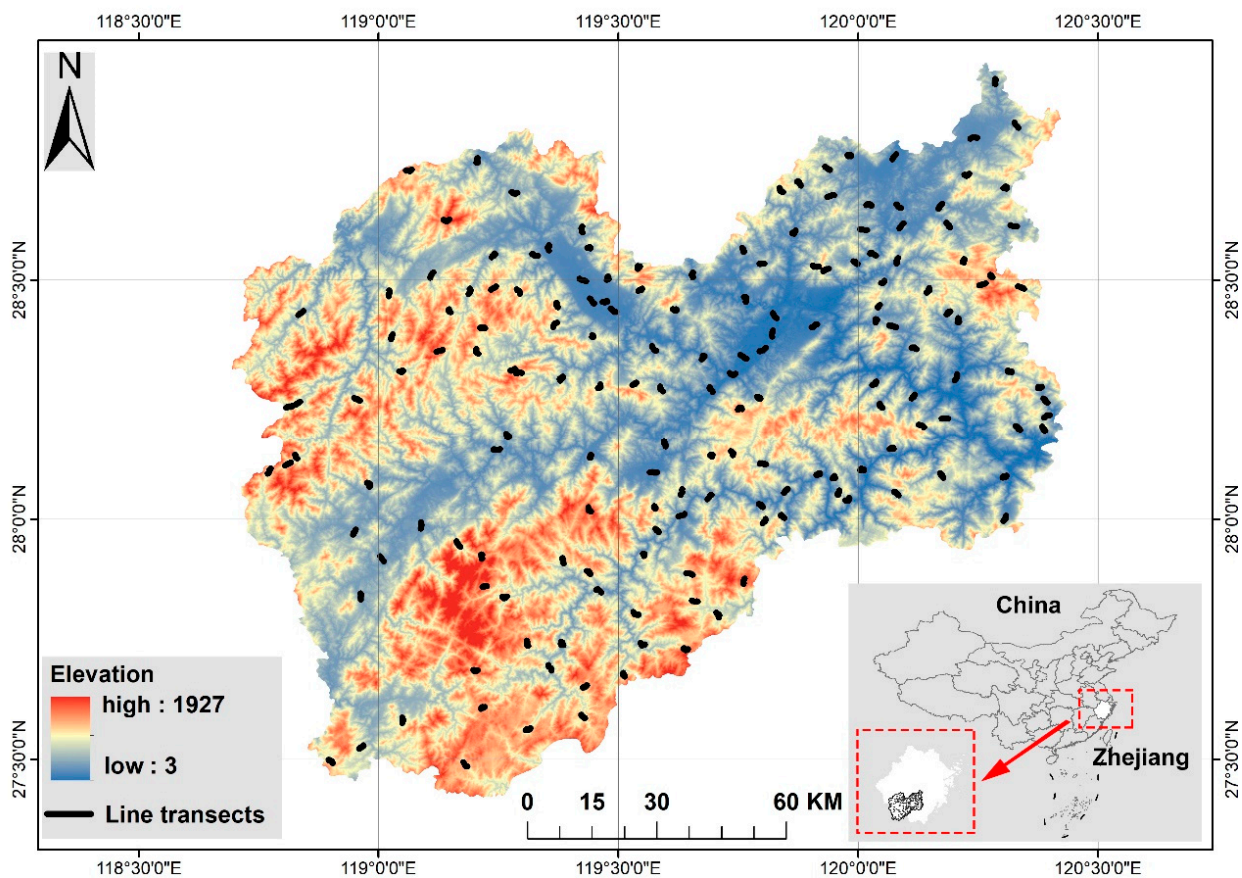 118°30'0"E 119°0'0"E 119°30'0"E 120°0'0"E 120°30'0"E
N
28°30'0"N 28°30'0"N
28°0'0"N 28°0'0"N
27°30'0"N 27°30'0"N
China
Zhejiang
Elevation
high : 1927
low : 3
Line transects
0 15 30 60 KM
118°30'0"E 119°0'0"E 119°30'0"E 120°0'0"E 120°30'0"E